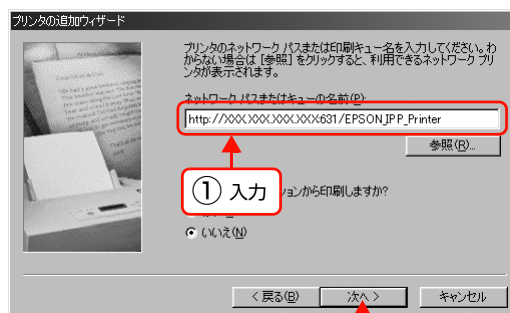 プリンタの追加ウィザード
プリンタのネットワーク パスまたは印刷キュー名を入力してください。わ
からない場合は [参照] をクリックすると、利用できるネットワーク プリ
ンタが表示されます。
ネットワーク パスまたはキューの名前(P):
http://XXX.XXX.XXX.XXX:631/EPSON_IPP_Printer
参照(R)...
① 入力
ションから印刷しますか?
いいえ(N)
< 戻る(B)
次へ >
キャンセル